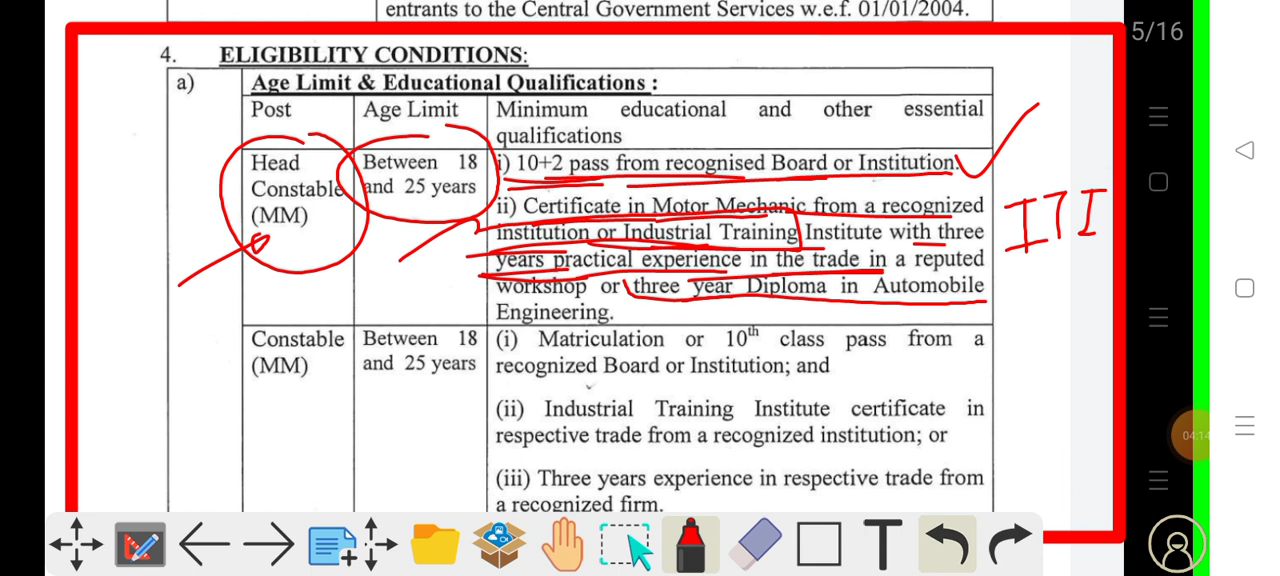 entrants to the Central Government Services w.e.f. 01/01/2004.
5/16
4. ELIGIBILITY CONDITIONS:
a) Age Limit & Educational Qualifications :
Post
Age Limit
Minimum educational and other essential
qualifications
Head
Constable
(MM)
Between 18
and 25 years
i) 10+2 pass from recognised Board or Institution.
ii) Certificate in Motor Mechanic from a recognized
institution or Industrial Training Institute with three
years practical experience in the trade in a reputed
workshop or three year Diploma in Automobile
Engineering.
ITI
Constable
(MM)
Between 18
and 25 years
(i) Matriculation or 10th class pass from a
recognized Board or Institution; and
(ii) Industrial Training Institute certificate in
respective trade from a recognized institution; or
(iii) Three years experience in respective trade from
a recognized firm.
04:14
T